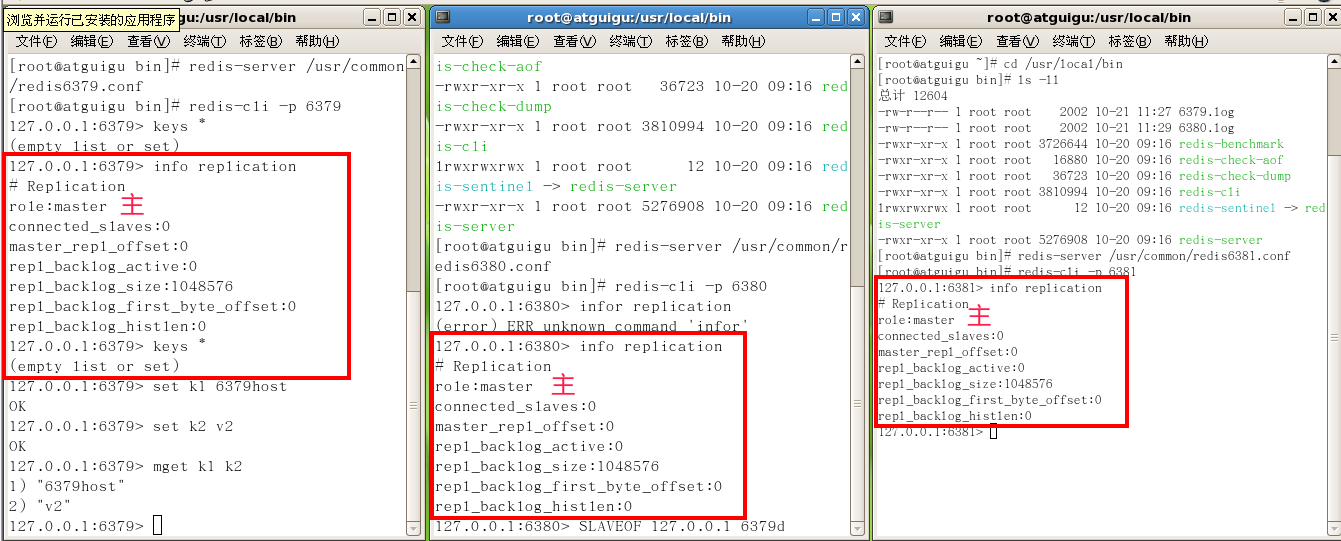 浏览并运行已安装的应用程序
guigu:/usr/local/bin
文件(F) 编辑(E) 查看(V) 终端(T) 标签(B) 帮助(H)
[root@atguigu bin]# redis-server /usr/common
/redis6379.conf
[root@atguigu bin]# redis-cli -p 6379
127.0.0.1:6379> keys *
(empty list or set)
127.0.0.1:6379> info replication
# Replication
role:master 主
connected_slaves:0
master_repl_offset:0
repl_backlog_active:0
repl_backlog_size:1048576
repl_backlog_first_byte_offset:0
repl_backlog_histlen:0
127.0.0.1:6379> keys *
(empty list or set)
127.0.0.1:6379> set k1 6379host
OK
127.0.0.1:6379> set k2 v2
OK
127.0.0.1:6379> mget k1 k2
1) "6379host"
2) "v2"
127.0.0.1:6379>
root@atguigu:/usr/local/bin
文件(F) 编辑(E) 查看(V) 终端(T) 标签(B) 帮助(H)
is-check-aof
-rwxr-xr-x 1 root root 36723 10-20 09:16 red
is-check-dump
-rwxr-xr-x 1 root root 3810994 10-20 09:16 red
is-cli
lrwxrwxrwx 1 root root 12 10-20 09:16 red
is-sentinel -> redis-server
-rwxr-xr-x 1 root root 5276908 10-20 09:16 red
is-server
[root@atguigu bin]# redis-server /usr/common/r
edis6380.conf
[root@atguigu bin]# redis-cli -p 6380
127.0.0.1:6380> infor replication
(error) ERR unknown command 'infor'
127.0.0.1:6380> info replication
# Replication
role:master 主
connected_slaves:0
master_repl_offset:0
repl_backlog_active:0
repl_backlog_size:1048576
repl_backlog_first_byte_offset:0
repl_backlog_histlen:0
127.0.0.1:6380> SLAVEOF 127.0.0.1 6379d
root@atguigu:/usr/local/bin
文件(F) 编辑(E) 查看(V) 终端(T) 标签(B) 帮助(H)
[root@atguigu ~]# cd /usr/local/bin
[root@atguigu bin]# ls -ll
总计 12604
-rw-r--r-- 1 root root 2002 10-21 11:27 6379.log
-rw-r--r-- 1 root root 2002 10-21 11:29 6380.log
-rwxr-xr-x 1 root root 3726644 10-20 09:16 redis-benchmark
-rwxr-xr-x 1 root root 16880 10-20 09:16 redis-check-aof
-rwxr-xr-x 1 root root 36723 10-20 09:16 redis-check-dump
-rwxr-xr-x 1 root root 3810994 10-20 09:16 redis-cli
lrwxrwxrwx 1 root root 12 10-20 09:16 redis-sentinel -> red
is-server
-rwxr-xr-x 1 root root 5276908 10-20 09:16 redis-server
[root@atguigu bin]# redis-server /usr/common/redis6381.conf
[root@atguigu bin]# redis-cli -p 6381
127.0.0.1:6381> info replication
# Replication
role:master 主
connected_slaves:0
master_repl_offset:0
repl_backlog_active:0
repl_backlog_size:1048576
repl_backlog_first_byte_offset:0
repl_backlog_histlen:0
127.0.0.1:6381>